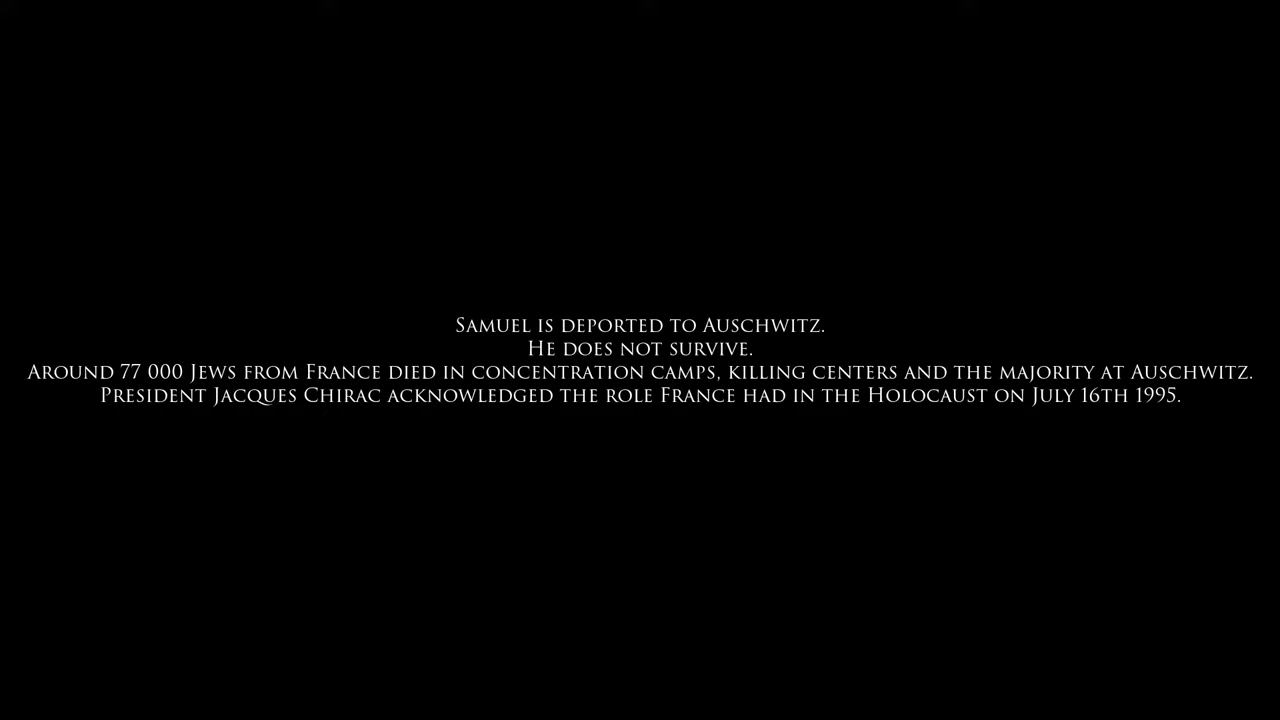 Samuel is deported to Auschwitz.
He does not survive.
Around 77 000 Jews from France died in concentration camps, killing centers and the majority at Auschwitz.
President Jacques Chirac acknowledged the role France had in the Holocaust on July 16th 1995.